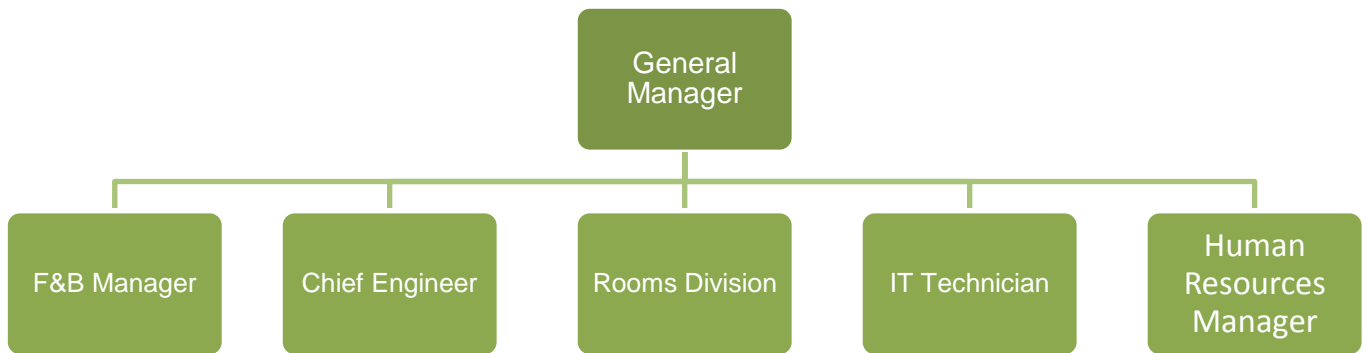 General
Manager
F&B Manager
Chief Engineer
Rooms Division
IT Technician
Human
Resources
Manager